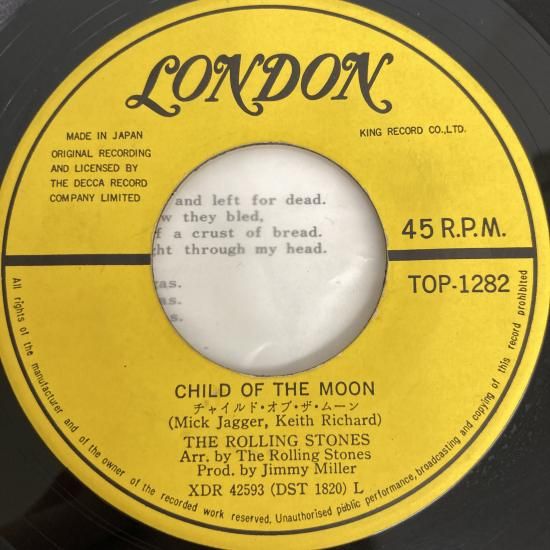 LONDON
MADE IN JAPAN
KING RECORD CO.,LTD.
ORIGINAL RECORDING
AND LICENSED BY
THE DECCA RECORD
COMPANY LIMITED
and left for dead.
they bled,
a crust of bread.
through my head.
45 R.P.M.
TOP-1282
CHILD OF THE MOON
チャイルド・オブ・ザ・ムーン
(Mick Jagger, Keith Richard)
THE ROLLING STONES
Arr. by The Rolling Stones
Prod. by Jimmy Miller
XDR 42593 (DST 1820) L
All rights of the manufacturer and of the owner of the recorded work reserved. Unauthorised public performance, broadcasting and copying of this record prohibited